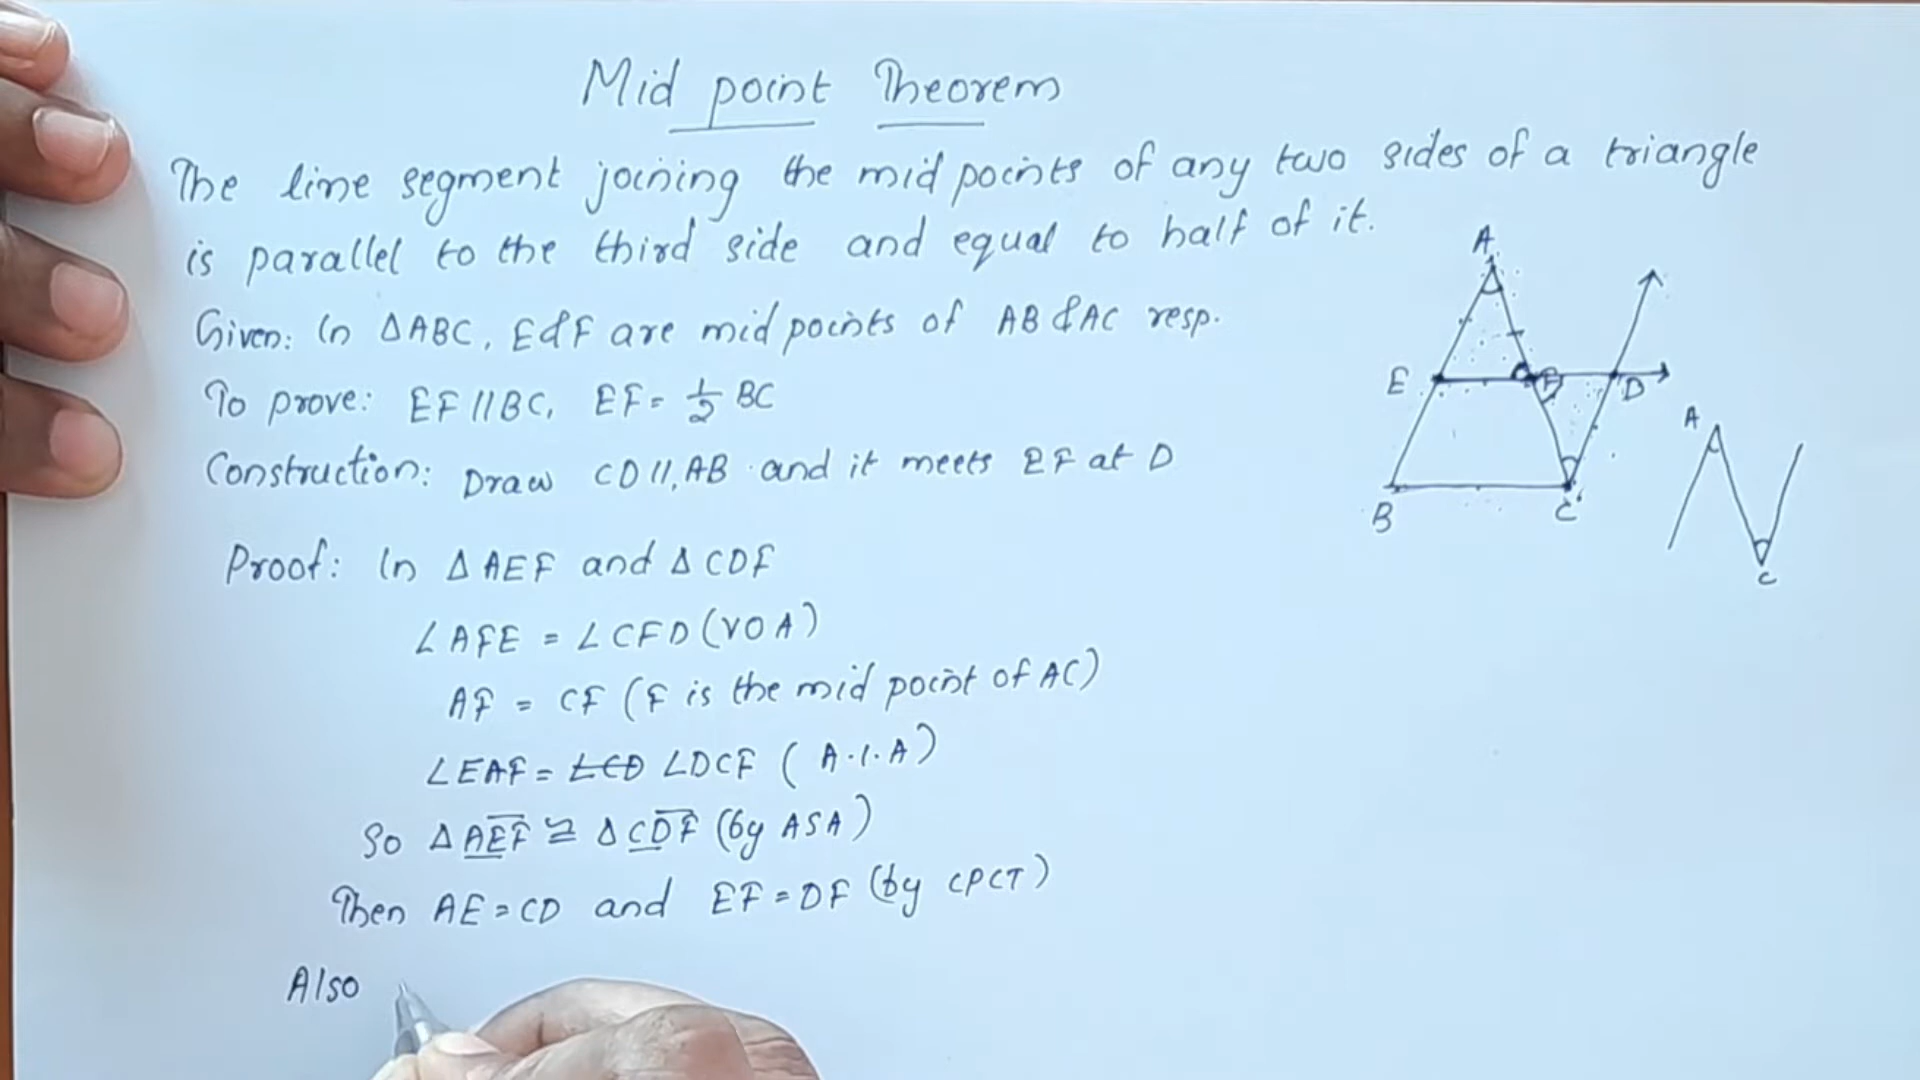 Mid point Theorem
The line segment joining the mid points of any two sides of a triangle
is parallel to the third side and equal to half of it.
Given: In ΔABC, E&F are mid points of AB &AC resp.
To prove: EF//BC, EF = 1/2 BC
Construction: Draw CD//AB and it meets EF at D
Proof: In Δ AEF and Δ CDF
∠AFE = ∠CFD (VOA)
AF = CF (F is the mid point of AC)
∠EAF = ∠CD ∠DCF (A.I.A)
So ΔAEF ≅ ΔCDF (by ASA)
Then AE = CD and EF = DF (by CPCT)
Also
A
E
F
D
B
C
A
C